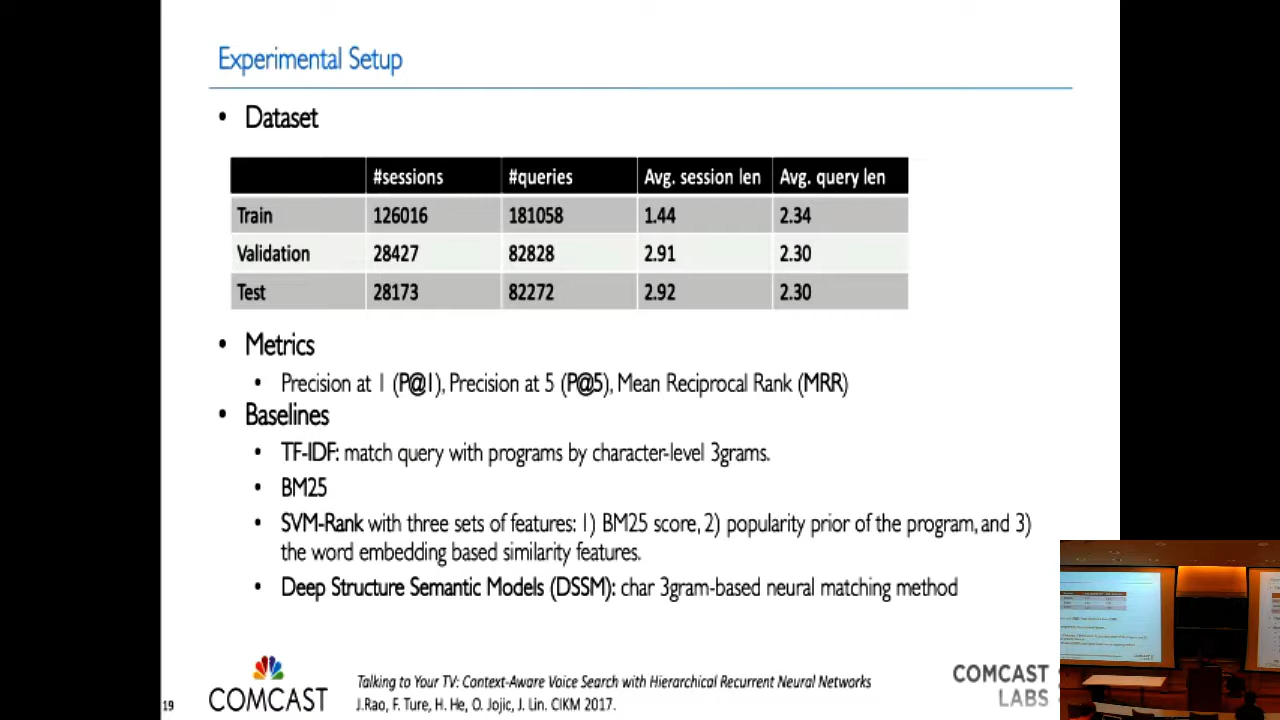 Experimental Setup
• Dataset
#sessions #queries Avg. session len Avg. query len
Train 126016 181058 1.44 2.34
Validation 28427 82828 2.91 2.30
Test 28173 82272 2.92 2.30
• Metrics
• Precision at 1 (P@1), Precision at 5 (P@5), Mean Reciprocal Rank (MRR)
• Baselines
• TF-IDF: match query with programs by character-level 3grams.
• BM25
• SVM-Rank with three sets of features: 1) BM25 score, 2) popularity prior of the program, and 3)
the word embedding based similarity features.
• Deep Structure Semantic Models (DSSM): char 3gram-based neural matching method
19
COMCAST
Talking to Your TV: Context-Aware Voice Search with Hierarchical Recurrent Neural Networks
J.Rao, F. Ture, H. He, O. Jojic, J. Lin. CIKM 2017.
COMCAST
LABS